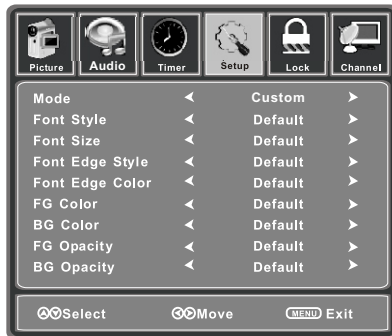 Picture Audio Timer Setup Lock Channel
Mode Custom
Font Style Default
Font Size Default
Font Edge Style Default
Font Edge Color Default
FG Color Default
BG Color Default
FG Opacity Default
BG Opacity Default
Select Move MENU Exit